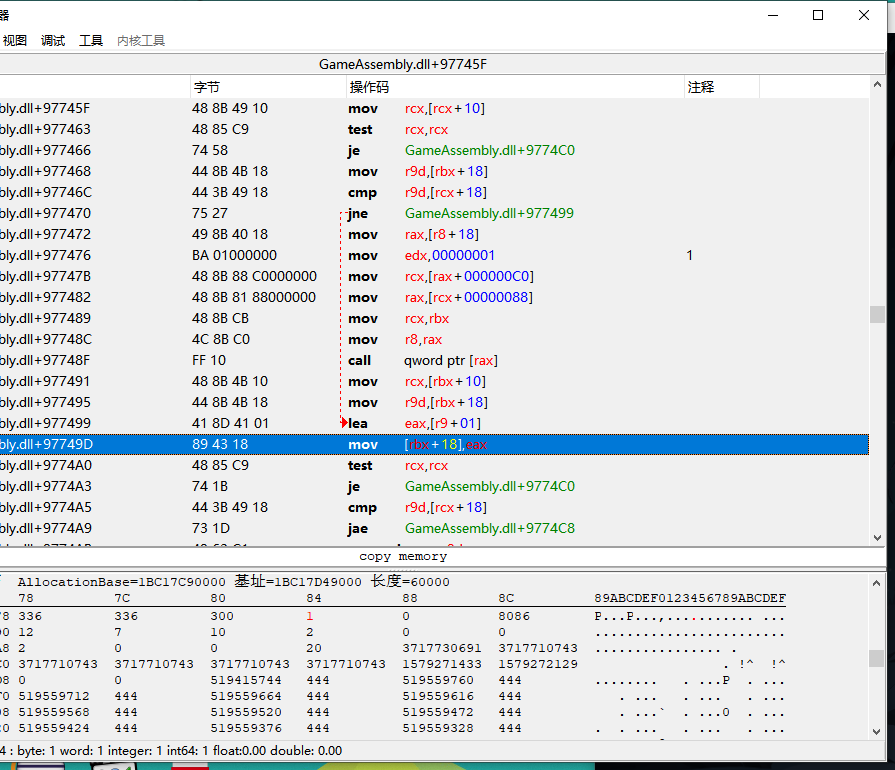 器
视图 调试 工具 内核工具
GameAssembly.dll+97745F
字节 操作码 注释
bly.dll+97745F 48 8B 49 10 mov rcx,[rcx+10]
bly.dll+977463 48 85 C9 test rcx,rcx
bly.dll+977466 74 58 je GameAssembly.dll+9774C0
bly.dll+977468 44 8B 4B 18 mov r9d,[rbx+18]
bly.dll+97746C 44 3B 49 18 cmp r9d,[rcx+18]
bly.dll+977470 75 27 jne GameAssembly.dll+977499
bly.dll+977472 49 8B 40 18 mov rax,[r8+18]
bly.dll+977476 BA 01000000 mov edx,00000001 1
bly.dll+97747B 48 8B 88 C0000000 mov rcx,[rax+000000C0]
bly.dll+977482 48 8B 81 88000000 mov rax,[rcx+00000088]
bly.dll+977489 48 8B CB mov rcx,rbx
bly.dll+97748C 4C 8B C0 mov r8,rax
bly.dll+97748F FF 10 call qword ptr [rax]
bly.dll+977491 48 8B 4B 10 mov rcx,[rbx+10]
bly.dll+977495 44 8B 4B 18 mov r9d,[rbx+18]
bly.dll+977499 41 8D 41 01 lea eax,[r9+01]
bly.dll+97749D 89 43 18 mov [rbx+18],eax
bly.dll+9774A0 48 85 C9 test rcx,rcx
bly.dll+9774A3 74 1B je GameAssembly.dll+9774C0
bly.dll+9774A5 44 3B 49 18 cmp r9d,[rcx+18]
bly.dll+9774A9 73 1D jae GameAssembly.dll+9774C8
copy memory
AllocationBase=1BC17C90000 基址=1BC17D49000 长度=60000
78 7C 80 84 88 8C 89ABCDEF0123456789ABCDEF
78 336 336 300 1 0 8086 P...P...,......... ...
90 12 7 10 2 0 0 ........................
A8 2 0 0 20 3717730691 3717710743 ................ .
C0 3717710743 3717710743 3717710743 3717710743 1579271433 1579272129 . !^ !^
D8 0 0 519415744 444 519559760 444 ........ . ...P . ...
F0 519559712 444 519559664 444 519559616 444 . ... . ... . ...
08 519559568 444 519559520 444 519559472 444 . ...` . ...0 . ...
20 519559424 444 519559376 444 519559328 444 . ... . ... . ...
4 : byte: 1 word: 1 integer: 1 int64: 1 float:0.00 double: 0.00